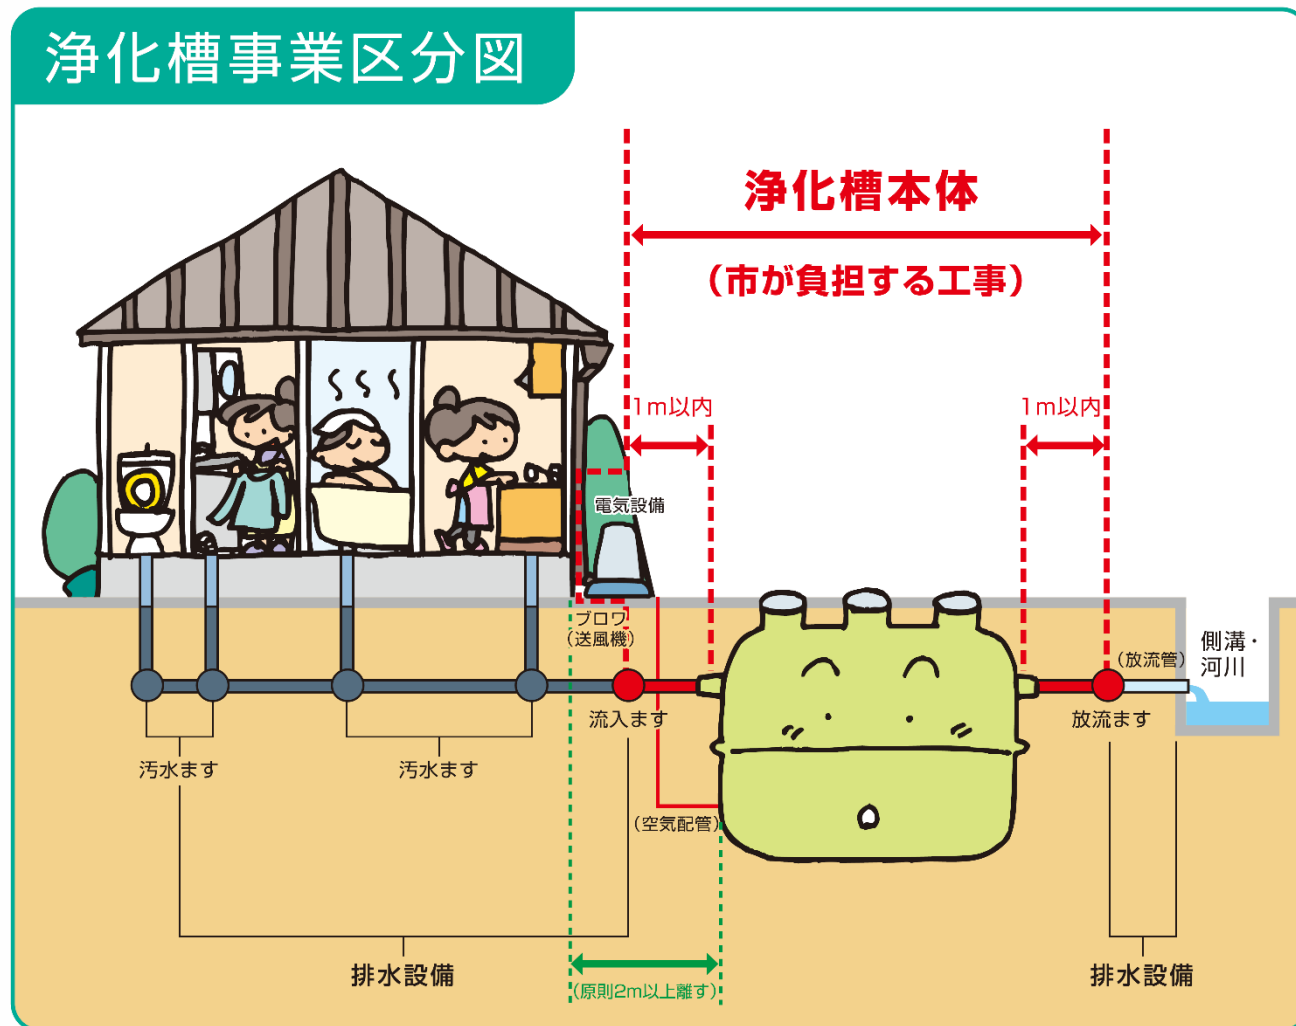 浄化槽事業区分図
浄化槽本体
（市が負担する工事）
1m以内
1m以内
電気設備
ブロワ
（送風機）
側溝・
河川
（放流管）
流入ます
放流ます
汚水ます
汚水ます
（空気配管）
排水設備
排水設備
（原則2m以上離す）